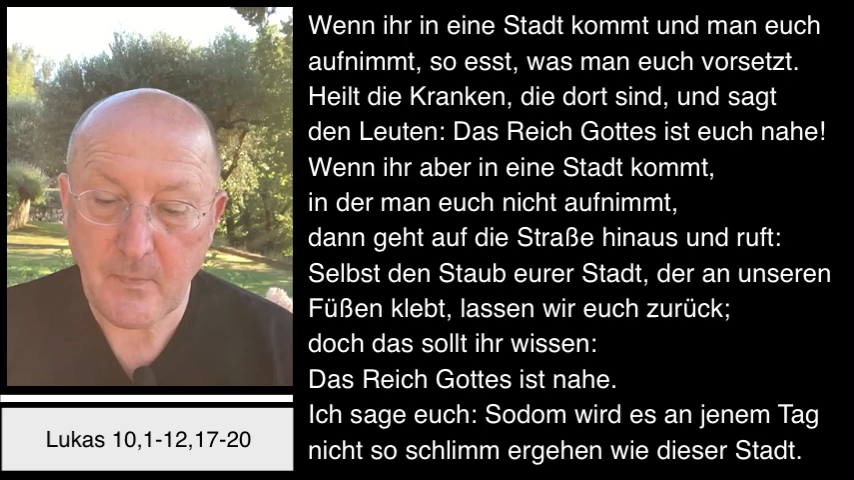 Wenn ihr in eine Stadt kommt und man euch
aufnimmt, so esst, was man euch vorsetzt.
Heilt die Kranken, die dort sind, und sagt
den Leuten: Das Reich Gottes ist euch nahe!
Wenn ihr aber in eine Stadt kommt,
in der man euch nicht aufnimmt,
dann geht auf die Straße hinaus und ruft:
Selbst den Staub eurer Stadt, der an unseren
Füßen klebt, lassen wir euch zurück;
doch das sollt ihr wissen:
Das Reich Gottes ist nahe.
Ich sage euch: Sodom wird es an jenem Tag
nicht so schlimm ergehen wie dieser Stadt.
Lukas 10,1-12,17-20